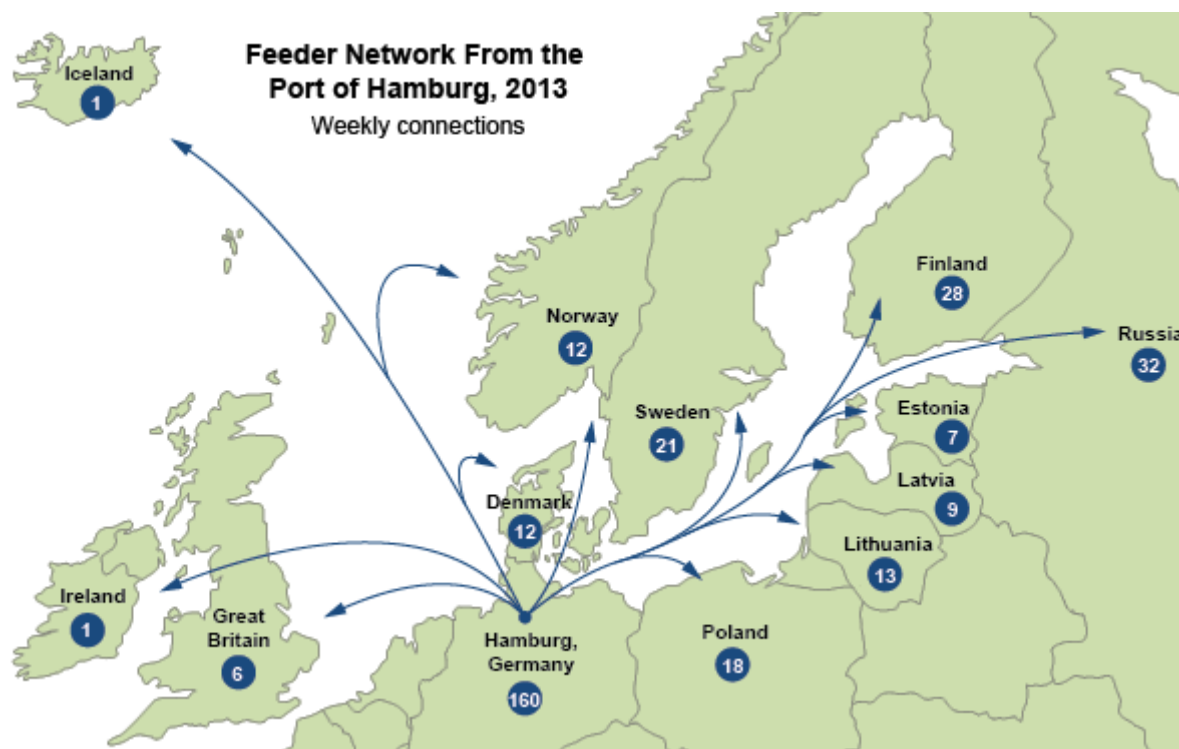 Feeder Network From the
Port of Hamburg, 2013
Weekly connections
Iceland
1
Norway
12
Finland
28
Russia
32
Sweden
21
Estonia
7
Latvia
9
Denmark
12
Lithuania
13
Ireland
1
Great
Britain
6
Hamburg,
Germany
160
Poland
18